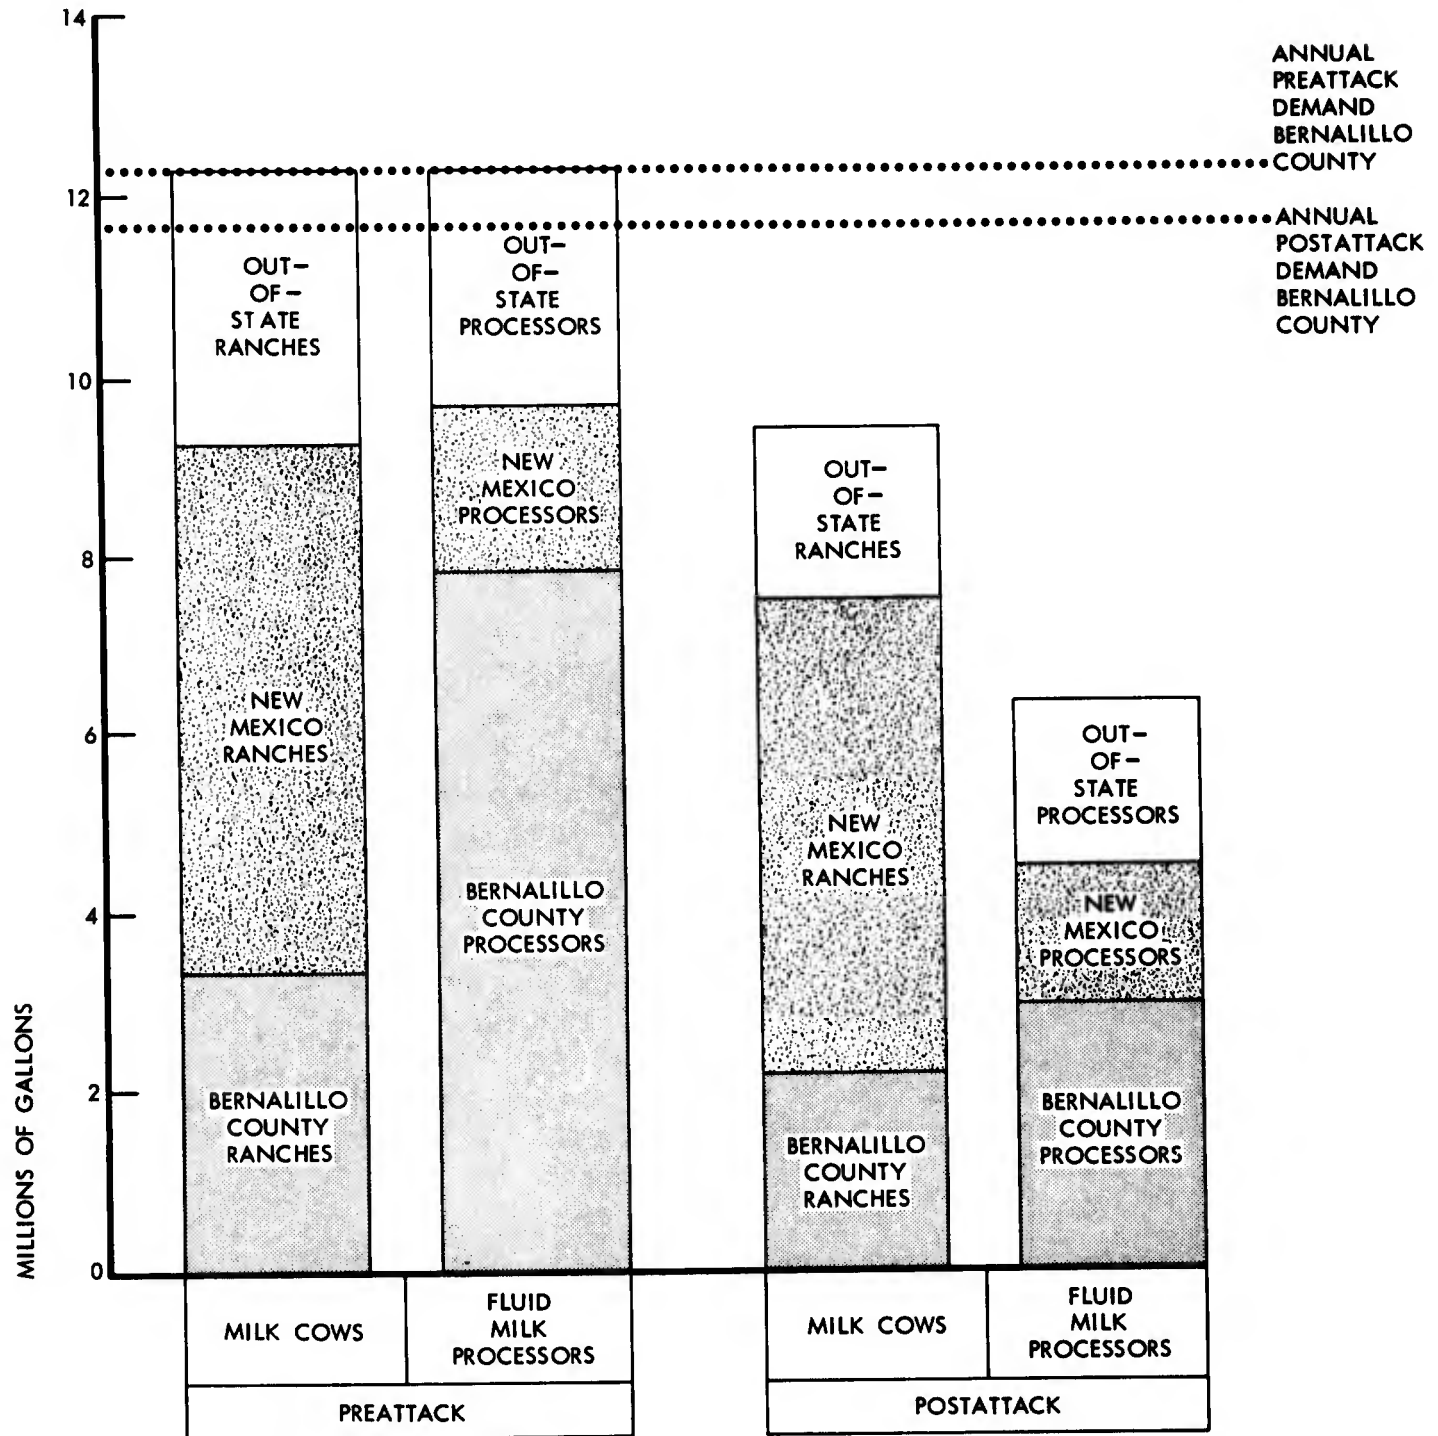 14
12
10
8
6
4
2
0
MILLIONS OF GALLONS
ANNUAL
PREATTACK
DEMAND
BERNALILLO
COUNTY
ANNUAL
POSTATTACK
DEMAND
BERNALILLO
COUNTY
OUT-
OF-
STATE
RANCHES
NEW
MEXICO
RANCHES
BERNALILLO
COUNTY
RANCHES
OUT-
OF-
STATE
PROCESSORS
NEW
MEXICO
PROCESSORS
BERNALILLO
COUNTY
PROCESSORS
OUT-
OF-
STATE
RANCHES
NEW
MEXICO
RANCHES
BERNALILLO
COUNTY
RANCHES
OUT-
OF-
STATE
PROCESSORS
NEW
MEXICO
PROCESSORS
BERNALILLO
COUNTY
PROCESSORS
MILK COWS
FLUID
MILK
PROCESSORS
PREATTACK
MILK COWS
FLUID
MILK
PROCESSORS
POSTATTACK